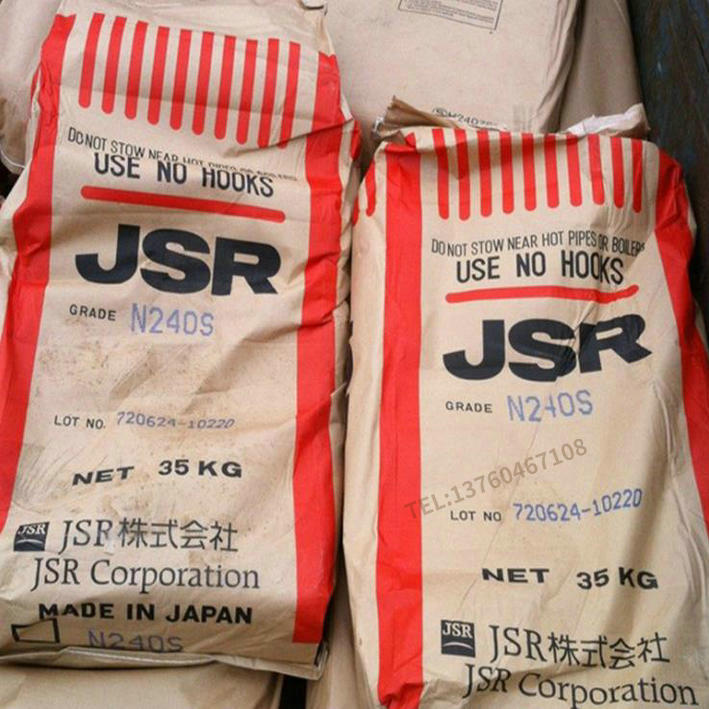 DO NOT STOW NEAR HOT PIPES OR BOILERS
USE NO HOOKS
JSR
GRADE N240S
LOT NO. 720624-10220
NET 35 KG
JSR JSR株式会社
JSR Corporation
MADE IN JAPAN
N240S
DO NOT STOW NEAR HOT PIPES OR BOILERS
USE NO HOOKS
JSR
GRADE N240S
TEL:13760467108
LOT NO 720624-10220
NET 35 KG
JSR JSR株式会社
JSR Corporation